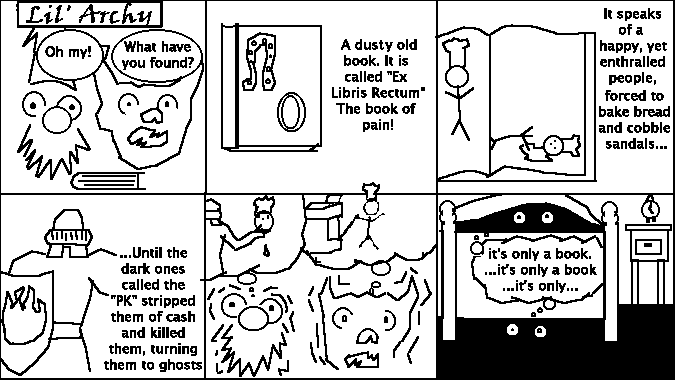 Lil' Archy
Oh my!
What have
you found?
A dusty old
book. It is
called "Ex
Libris Rectum"
The book of
pain!
It speaks
of a
happy, yet
enthralled
people,
forced to
bake bread
and cobble
sandals...
...Until the
dark ones
called the
"PK" stripped
them of cash
and killed
them, turning
them to ghosts
it's only a book.
...it's only a book
...it's only...